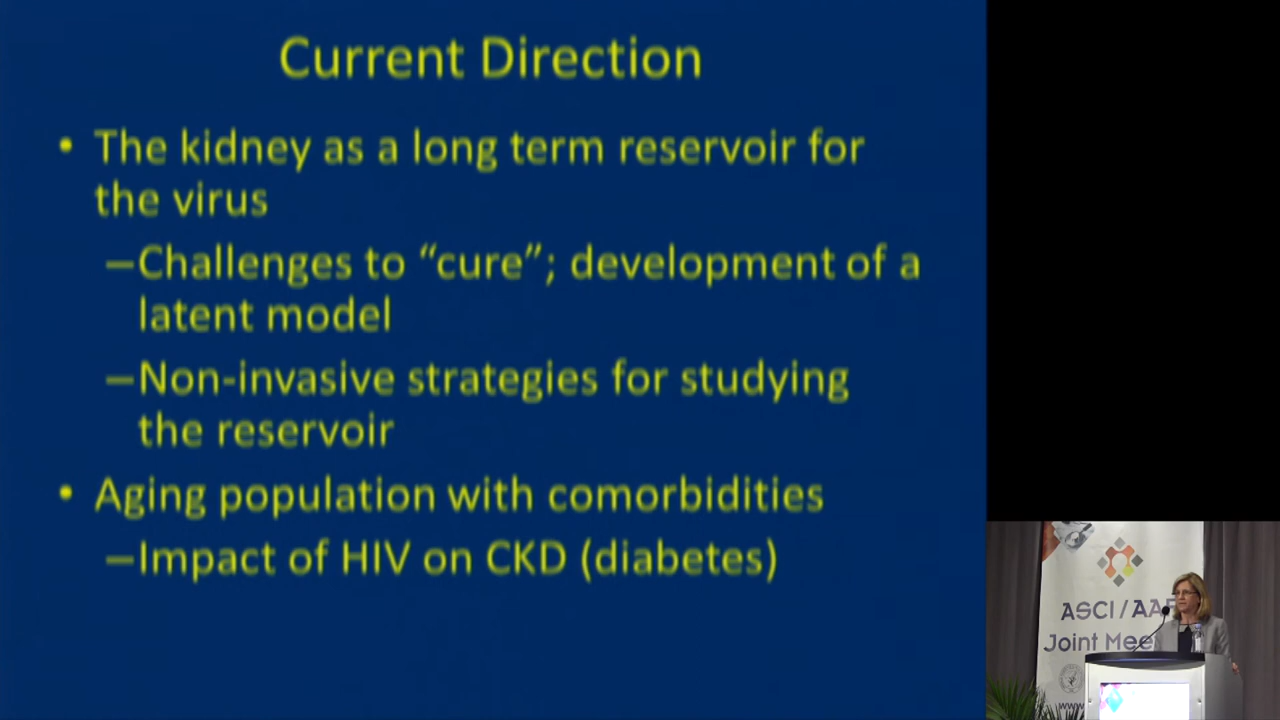 Current Direction
• The kidney as a long term reservoir for
the virus
–Challenges to “cure”; development of a
latent model
–Non-invasive strategies for studying
the reservoir
• Aging population with comorbidities
–Impact of HIV on CKD (diabetes)
ASCI / AA
Joint Mee